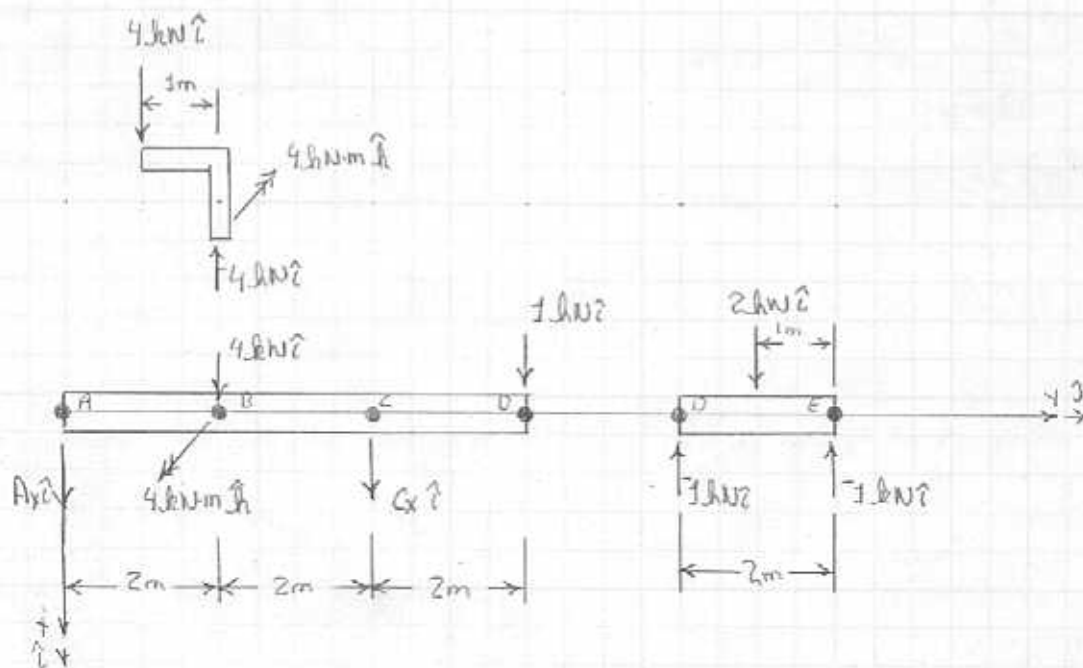 4kN î
1m
4kN·m k̂
-4kN î
1kN î
2kN î
1m
4kN î
A
B
C
D
D
E
Y ĵ
Ax î
4kN·m k̂
Cx î
-1kN î
-1kN î
2m
2m
2m
2m
x
î